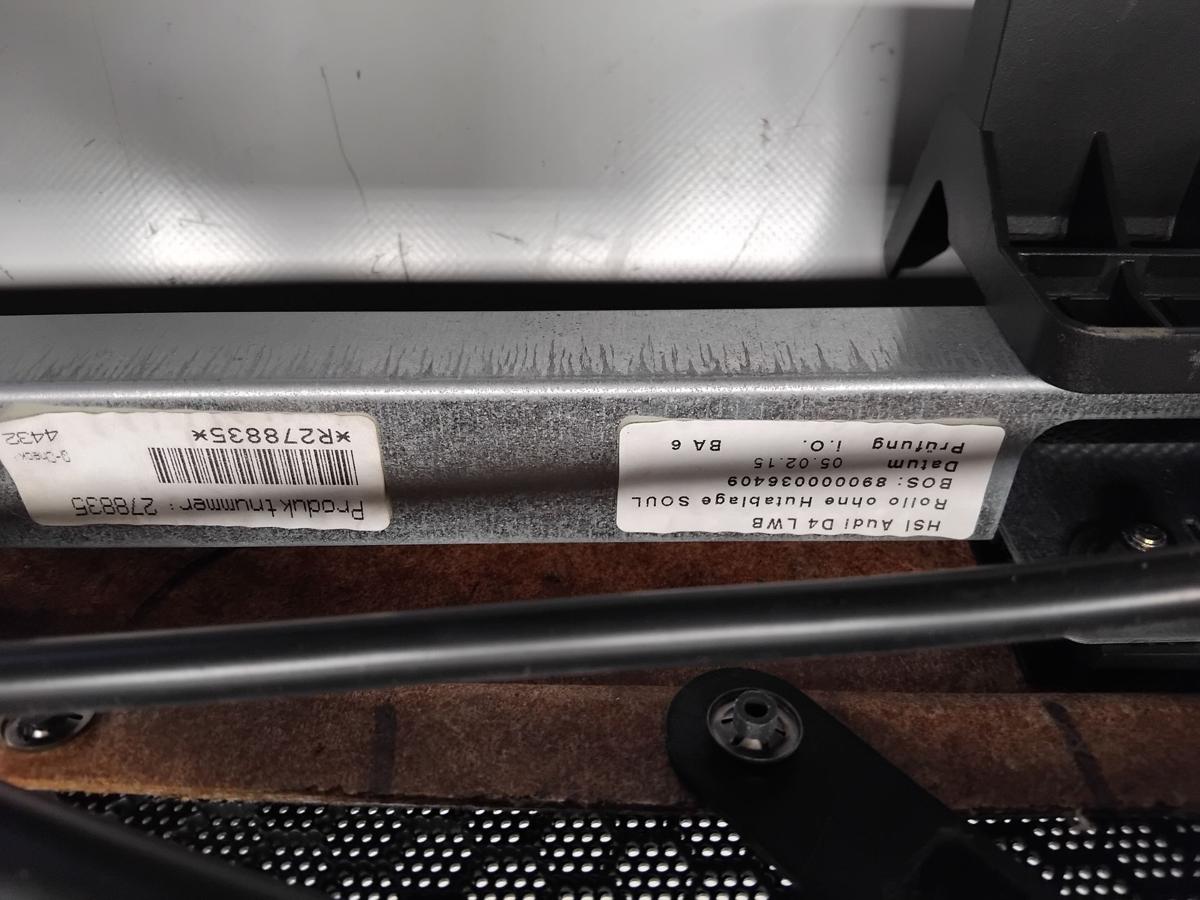 HSI Audi D4 LWB
Rollo ohne Hutablage SOUL
BOS: 89000036409
Datum 05.02.15
Prüfung i.O. BA 6
Produktnummer: 278835
*R278835*
4432